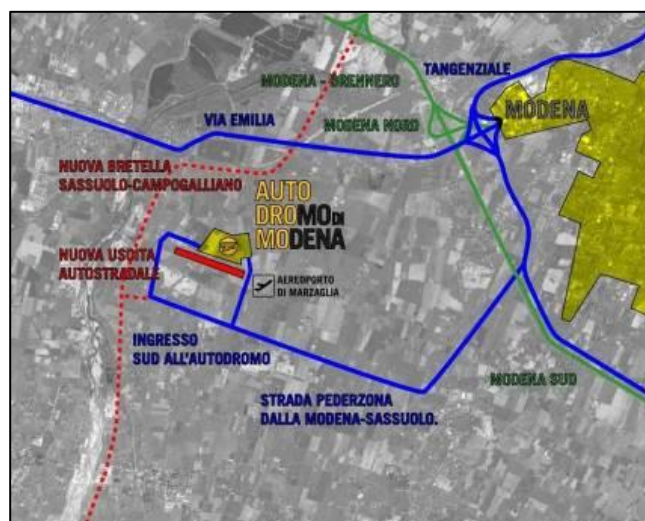 MODENA - BRENNERO
TANGENZIALE
MODENA
MODENA NORD
VIA EMILIA
NUOVA BRETELLA
SASSUOLO-CAMPOGALLIANO
AUTO
DROMO DI
MODENA
NUOVA USCITA
AUTOSTRADALE
AEREOPORTO
DI MARZAGLIA
INGRESSO
SUD ALL'AUTODROMO
MODENA SUD
STRADA PEDERZONA
DALLA MODENA-SASSUOLO.